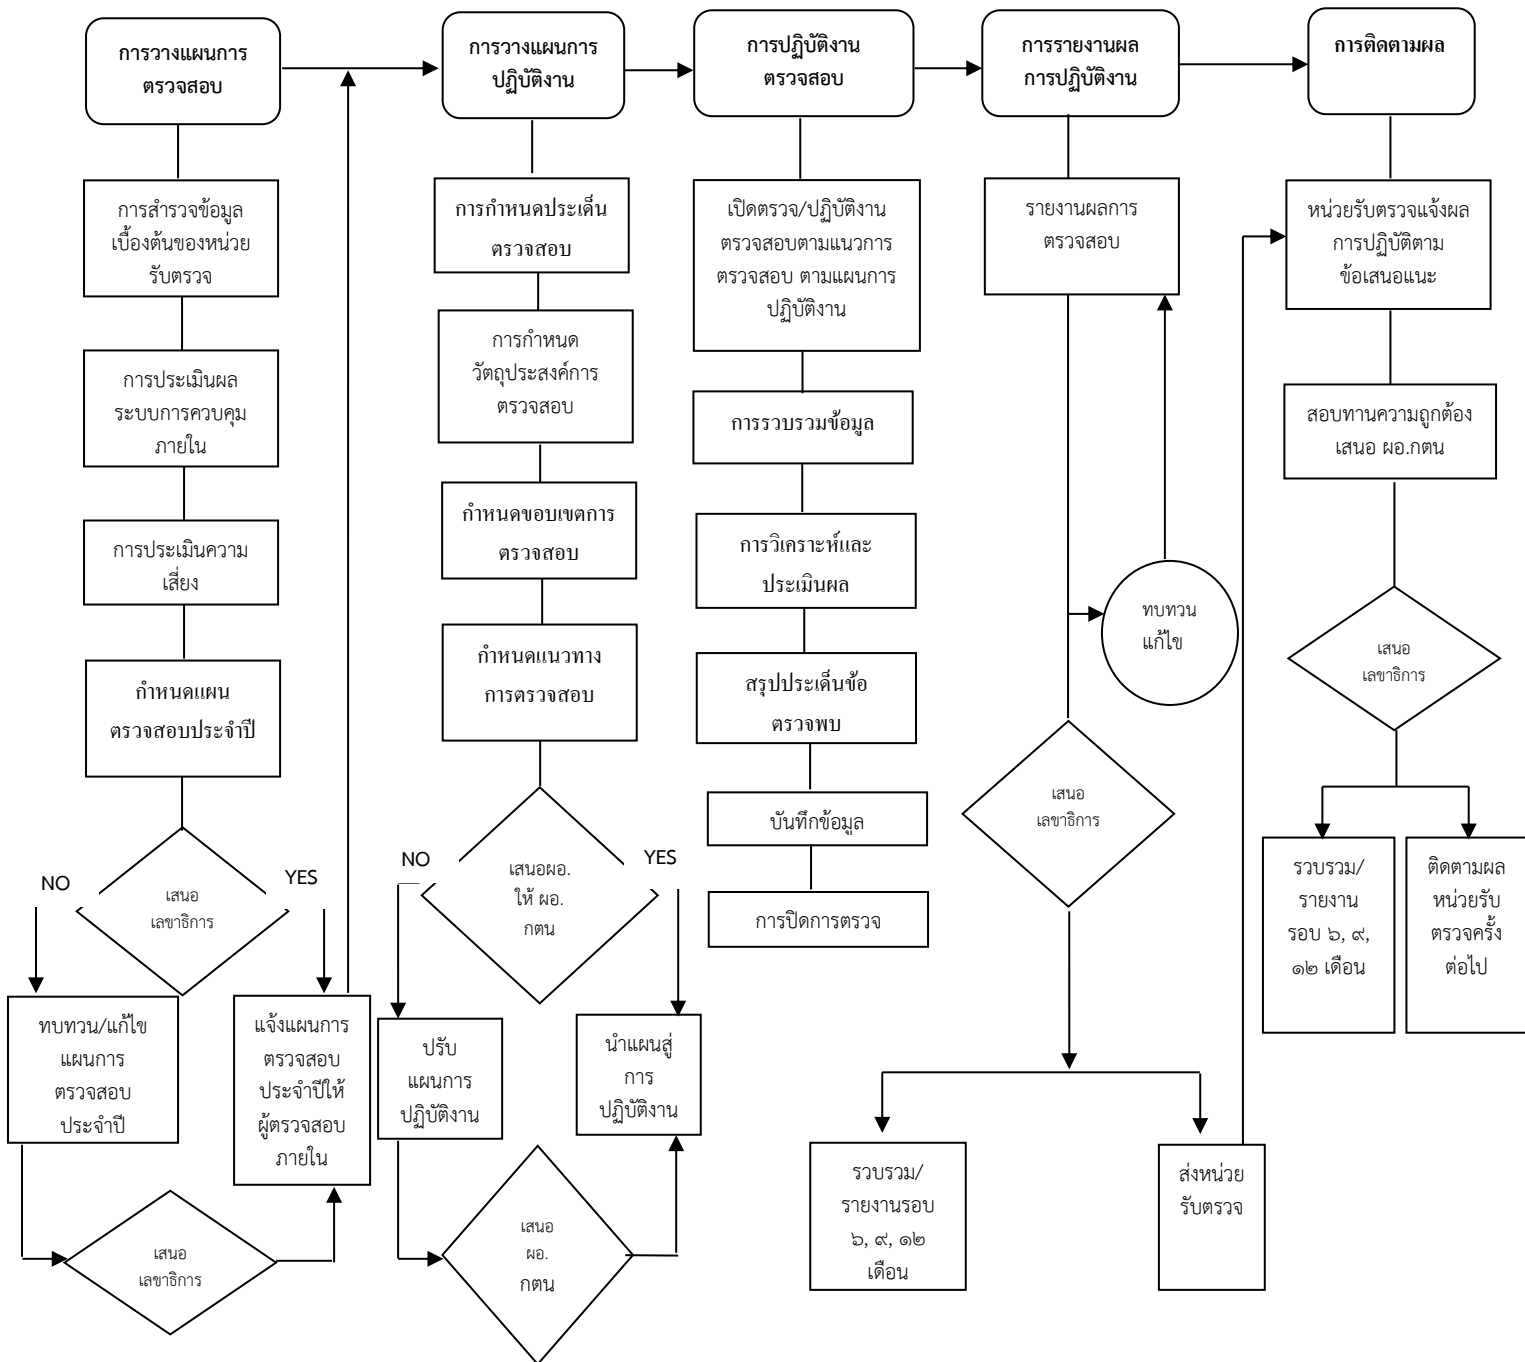 การวางแผนการ
ตรวจสอบ
การวางแผนการ
ปฏิบัติงาน
การปฏิบัติงาน
ตรวจสอบ
การรายงานผล
การปฏิบัติงาน
การติดตามผล
การสำรวจข้อมูล
เบื้องต้นของหน่วย
รับตรวจ
การประเมินผล
ระบบการควบคุม
ภายใน
การประเมินความ
เสี่ยง
กำหนดแผน
ตรวจสอบประจำปี
NO
YES
เสนอ
เลขาธิการ
ทบทวน/แก้ไข
แผนการ
ตรวจสอบ
ประจำปี
แจ้งแผนการ
ตรวจสอบ
ประจำปีให้
ผู้ตรวจสอบ
ภายใน
เสนอ
เลขาธิการ
การกำหนดประเด็น
ตรวจสอบ
การกำหนด
วัตถุประสงค์การ
ตรวจสอบ
กำหนดขอบเขตการ
ตรวจสอบ
กำหนดแนวทาง
การตรวจสอบ
NO
YES
เสนอผอ.
ให้ ผอ.
กตน
ปรับ
แผนการ
ปฏิบัติงาน
นำแผนสู่
การ
ปฏิบัติงาน
เสนอ
ผอ.
กตน
เปิดตรวจ/ปฏิบัติงาน
ตรวจสอบตามแนวการ
ตรวจสอบ ตามแผนการ
ปฏิบัติงาน
การรวบรวมข้อมูล
การวิเคราะห์และ
ประเมินผล
สรุปประเด็นข้อ
ตรวจพบ
บันทึกข้อมูล
การปิดการตรวจ
รายงานผลการ
ตรวจสอบ
ทบทวน
แก้ไข
เสนอ
เลขาธิการ
รวบรวม/
รายงานรอบ
๖, ๙, ๑๒
เดือน
ส่งหน่วย
รับตรวจ
หน่วยรับตรวจแจ้งผล
การปฏิบัติตาม
ข้อเสนอแนะ
สอบทานความถูกต้อง
เสนอ ผอ.กตน
เสนอ
เลขาธิการ
รวบรวม/
รายงาน
รอบ ๖, ๙,
๑๒ เดือน
ติดตามผล
หน่วยรับ
ตรวจครั้ง
ต่อไป